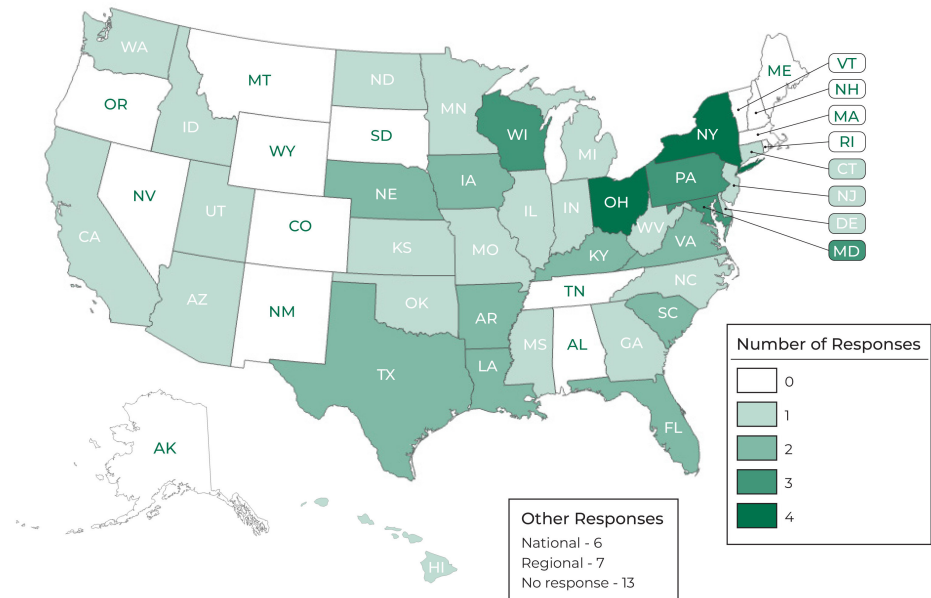 WA
MT
ND
MN
ME
VT
NH
MA
RI
CT
NJ
DE
MD
OR
ID
SD
WI
NY
MI
WY
NE
IA
PA
NV
UT
CO
IL
IN
OH
WV
VA
CA
KS
MO
KY
AZ
NM
OK
AR
TN
NC
SC
MS
AL
GA
TX
LA
FL
AK
HI
Number of Responses
0
1
2
3
4
Other Responses
National - 6
Regional - 7
No response - 13